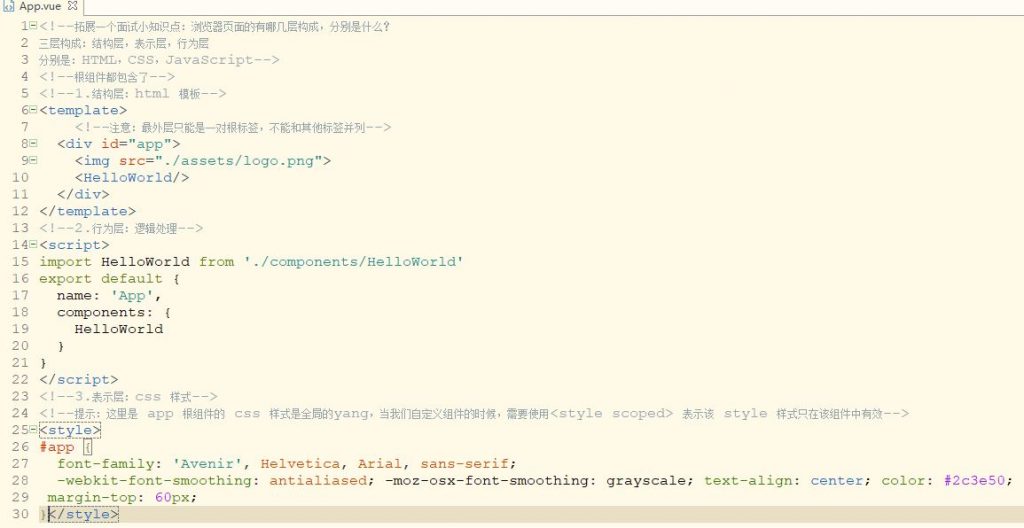 App.vue
1 <!--拓展一个面试小知识点：浏览器页面的有哪几层构成，分别是什么？
2 三层构成：结构层，表示层，行为层
3 分别是：HTML，CSS，JavaScript-->
4 <!--根组件都包含了-->
5 <!--1.结构层：html 模板-->
6 <template>
7 <!--注意：最外层只能是一对根标签，不能和其他标签并列-->
8 <div id="app">
9 <img src="./assets/logo.png">
10 <HelloWorld/>
11 </div>
12 </template>
13 <!--2.行为层：逻辑处理-->
14 <script>
15 import HelloWorld from './components/HelloWorld'
16 export default {
17 name: 'App',
18 components: {
19 HelloWorld
20 }
21 }
22 </script>
23 <!--3.表示层：css 样式-->
24 <!--提示：这里是 app 根组件的 css 样式是全局的yang，当我们自定义组件的时候，需要使用<style scoped> 表示该 style 样式只在该组件中有效-->
25 <style>
26 #app {
27 font-family: 'Avenir', Helvetica, Arial, sans-serif;
28 -webkit-font-smoothing: antialiased; -moz-osx-font-smoothing: grayscale; text-align: center; color: #2c3e50;
29 margin-top: 60px;
30 }</style>